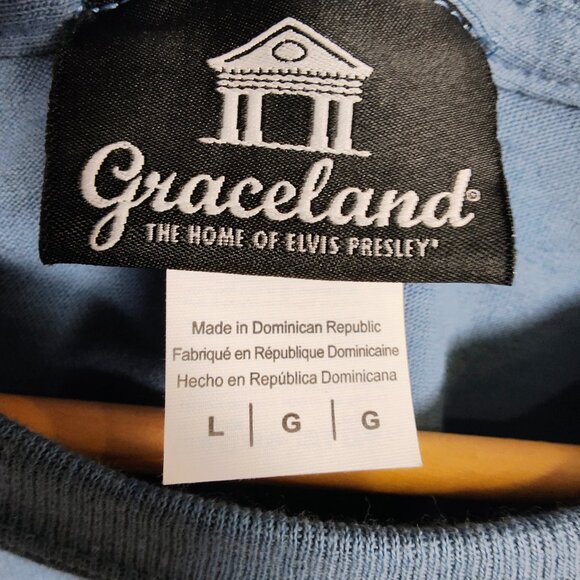 Graceland®
THE HOME OF ELVIS PRESLEY®
Made in Dominican Republic
Fabriqué en République Dominicaine
Hecho en República Dominicana
L | G | G